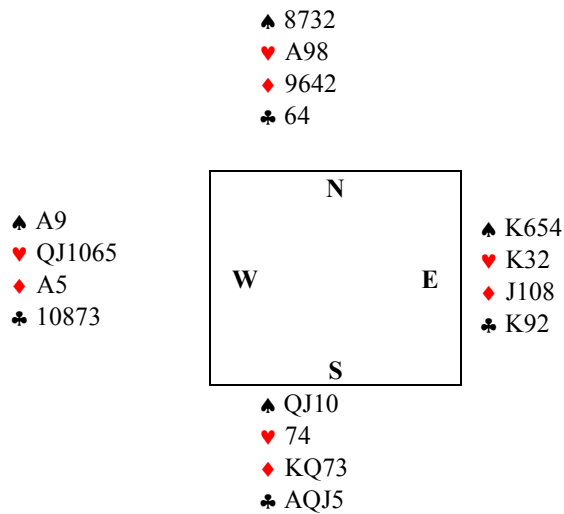 ♠ 8732
♥ A98
♦ 9642
♣ 64
N
♠ A9
♥ QJ1065
♦ A5
♣ 10873
W
E
♠ K654
♥ K32
♦ J108
♣ K92
S
♠ QJ10
♥ 74
♦ KQ73
♣ AQJ5